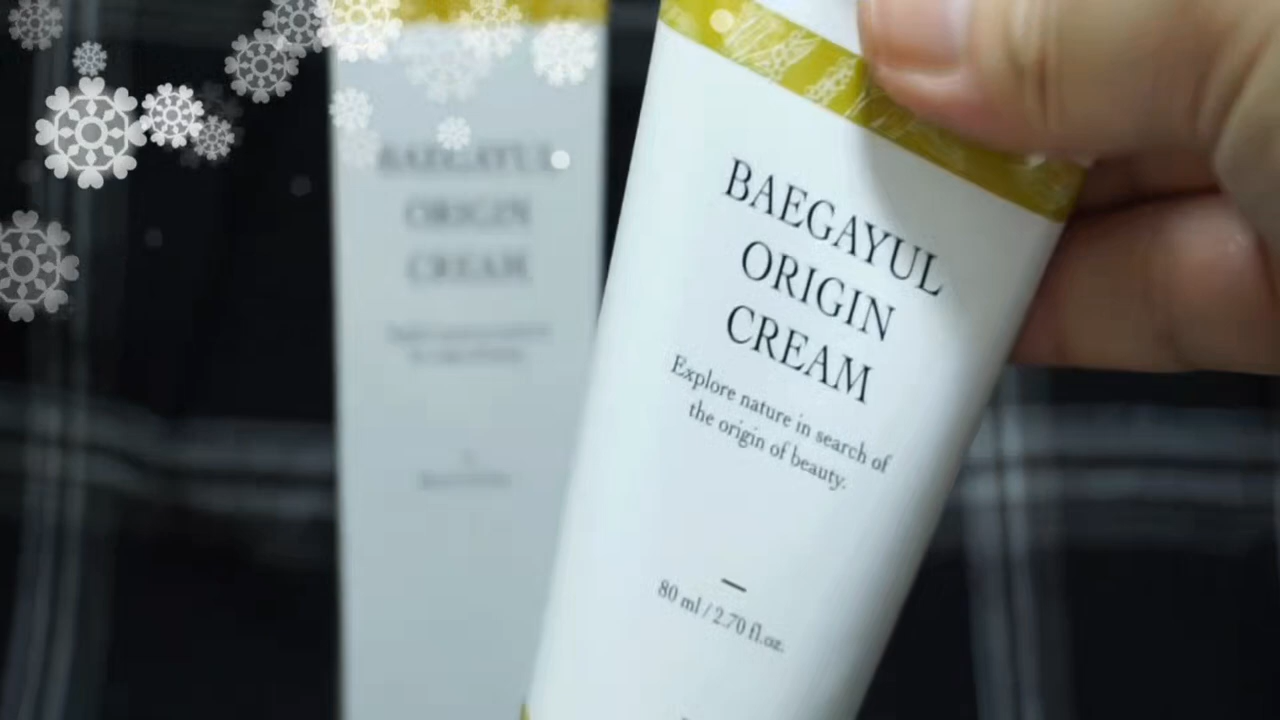 BAEGAYUL
ORIGIN
CREAM
BAEGAYUL
ORIGIN
CREAM
Explore nature in search of
the origin of beauty.
80 ml / 2.70 fl.oz.